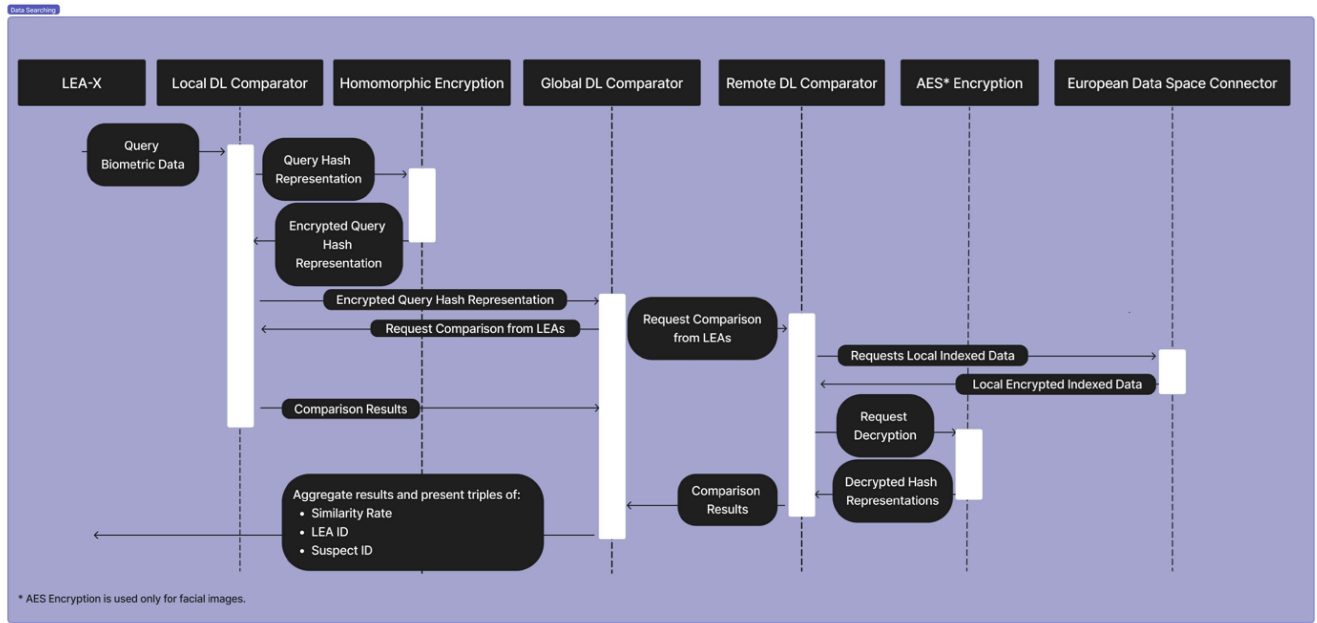 Data Searching
LEA-X
Local DL Comparator
Homomorphic Encryption
Global DL Comparator
Remote DL Comparator
AES* Encryption
European Data Space Connector
Query
Biometric Data
Query Hash
Representation
Encrypted Query
Hash
Representation
Encrypted Query Hash Representation
Request Comparison from LEAs
Request Comparison
from LEAs
Requests Local Indexed Data
Local Encrypted Indexed Data
Comparison Results
Request
Decryption
Decrypted Hash
Representations
Comparison
Results
Aggregate results and present triples of:
• Similarity Rate
• LEA ID
• Suspect ID
* AES Encryption is used only for facial images.